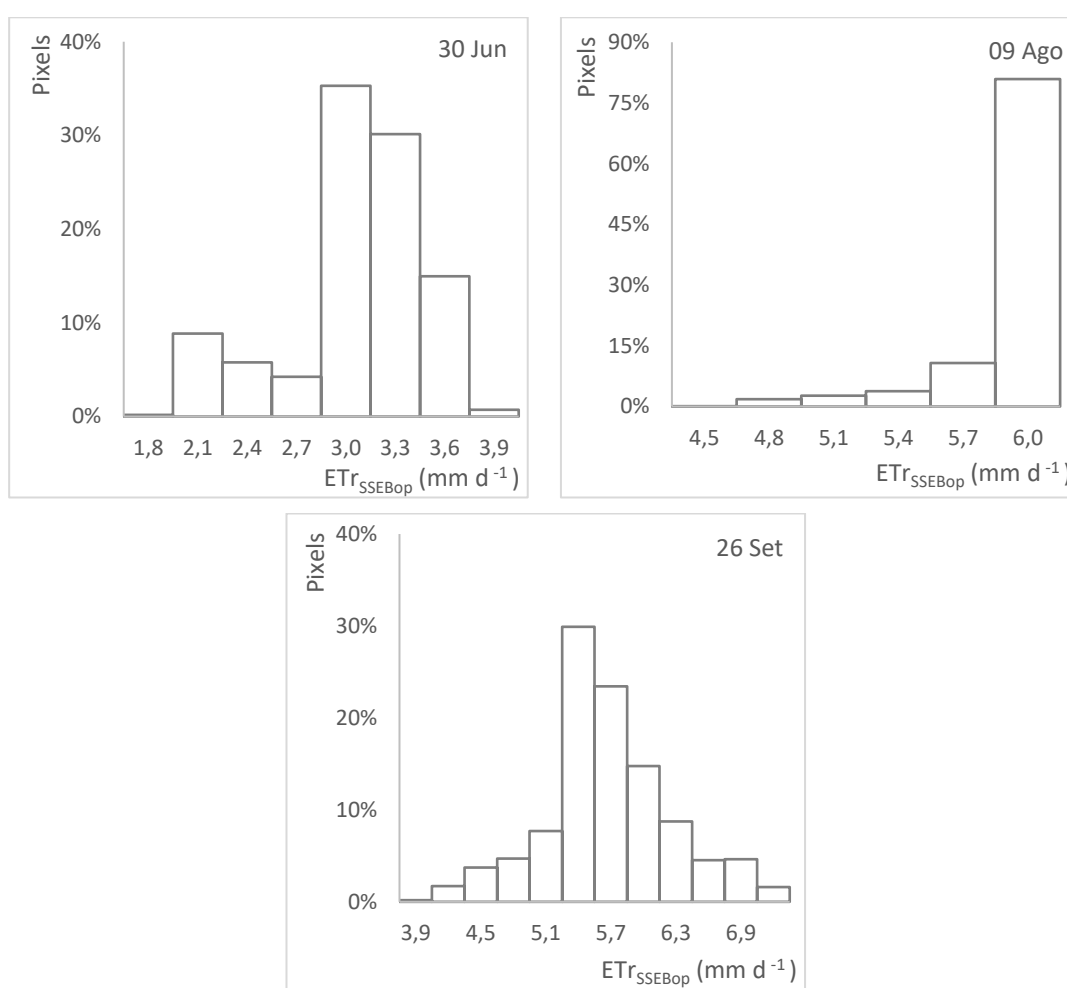 30 Jun
Pixels
40%
30%
20%
10%
0%
1,8 2,1 2,4 2,7 3,0 3,3 3,6 3,9
ETrSSEBop (mm d -1)
09 Ago
Pixels
90%
75%
60%
45%
30%
15%
0%
4,5 4,8 5,1 5,4 5,7 6,0
ETrSSEBop (mm d -1)
26 Set
Pixels
40%
30%
20%
10%
0%
3,9 4,5 5,1 5,7 6,3 6,9
ETrSSEBop (mm d -1)